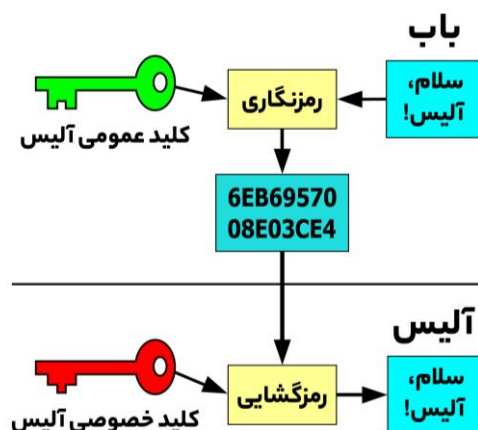 باب
سلام،
آلیس!
رمزنگاری
کلید عمومی آلیس
6EB69570
08E03CE4
آلیس
رمزگشایی
سلام،
آلیس!
کلید خصوصی آلیس